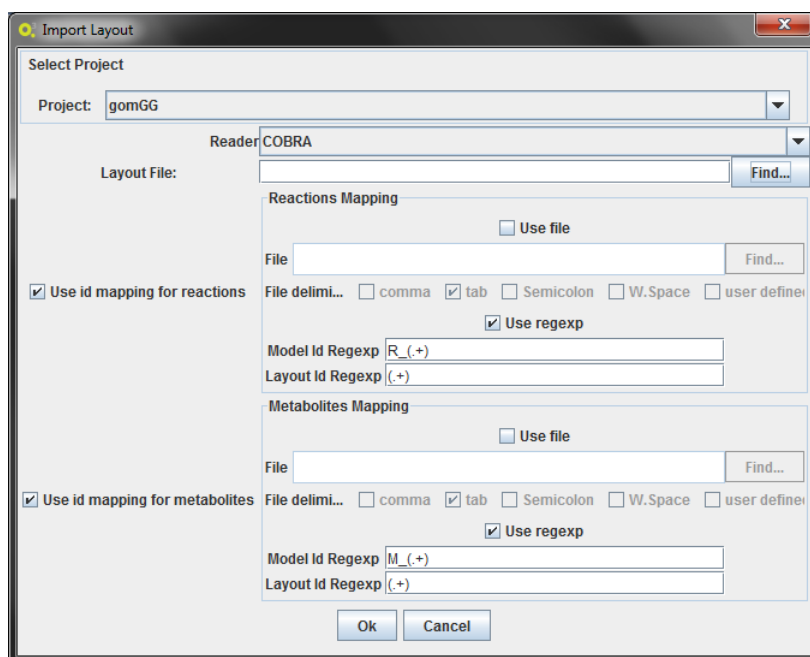 Import Layout
Select Project
Project: gomGG
Reader COBRA
Layout File: Find...
Reactions Mapping
Use file
File Find...
Use id mapping for reactions File delimi... comma tab Semicolon W.Space user define
Use regexp
Model Id Regexp R_(.+)
Layout Id Regexp (.+)
Metabolites Mapping
Use file
File Find...
Use id mapping for metabolites File delimi... comma tab Semicolon W.Space user define
Use regexp
Model Id Regexp M_(.+)
Layout Id Regexp (.+)
Ok Cancel